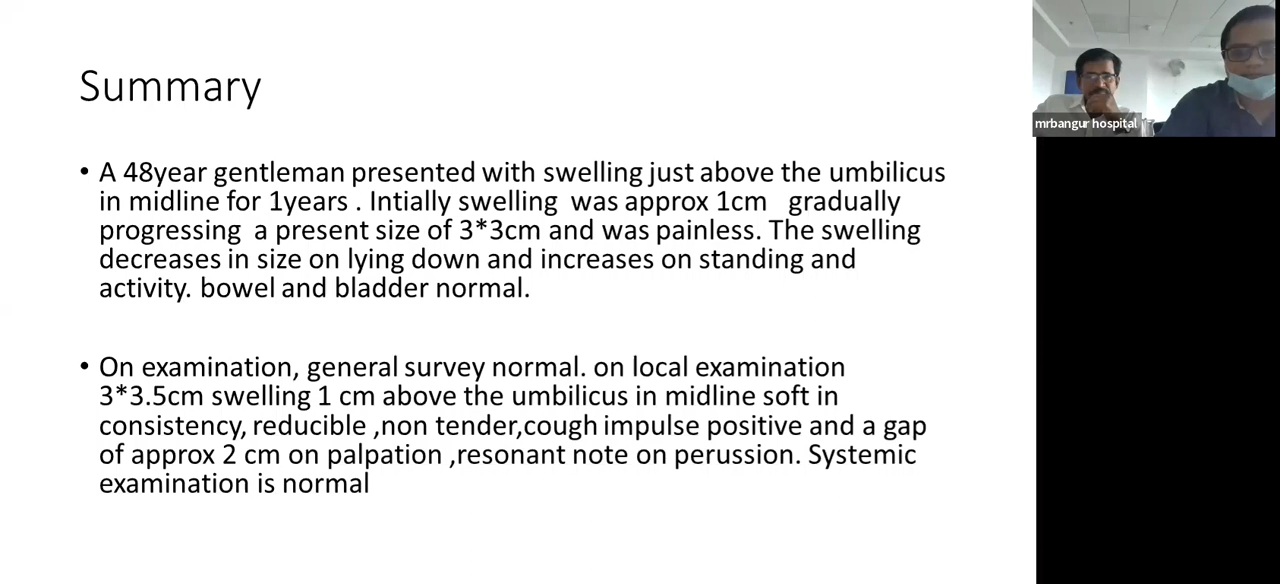 Summary
• A 48year gentleman presented with swelling just above the umbilicus
in midline for 1years . Intially swelling was approx 1cm gradually
progressing a present size of 3*3cm and was painless. The swelling
decreases in size on lying down and increases on standing and
activity. bowel and bladder normal.
• On examination, general survey normal. on local examination
3*3.5cm swelling 1 cm above the umbilicus in midline soft in
consistency, reducible ,non tender,cough impulse positive and a gap
of approx 2 cm on palpation ,resonant note on perussion. Systemic
examination is normal
mrbangur hospital